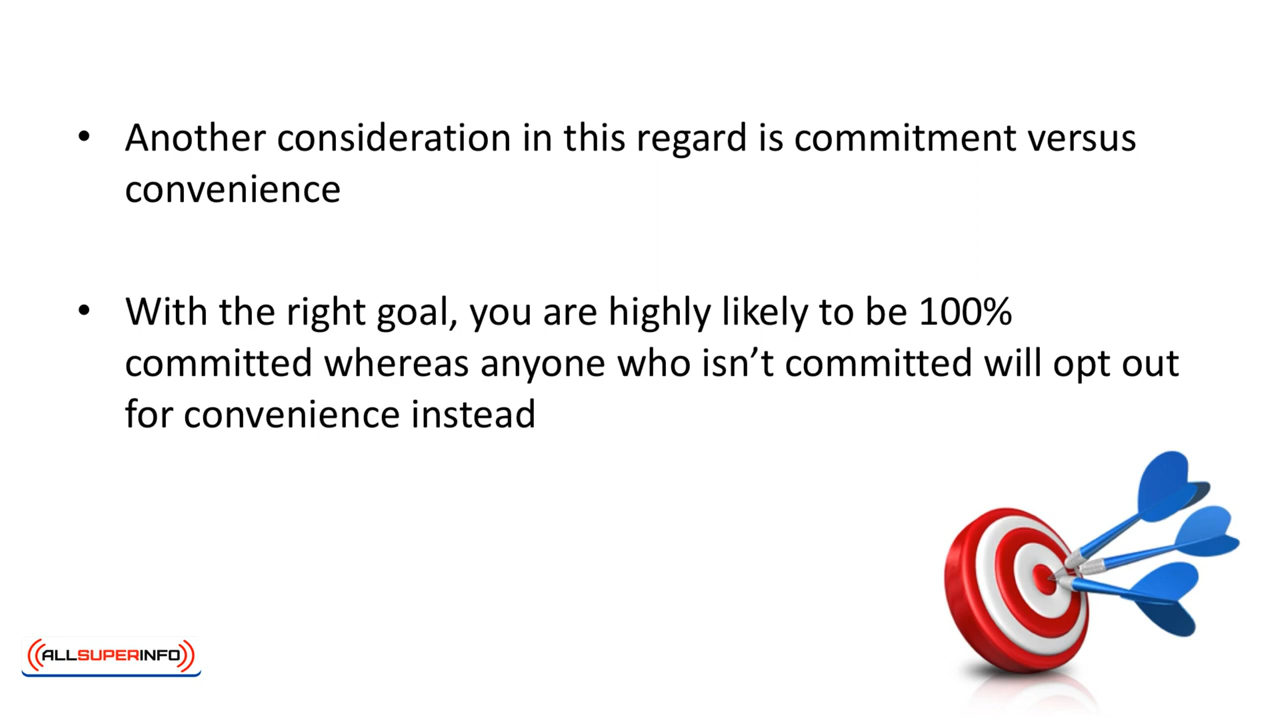 • Another consideration in this regard is commitment versus
convenience
• With the right goal, you are highly likely to be 100%
committed whereas anyone who isn’t committed will opt out
for convenience instead
ALLSUPERINFO